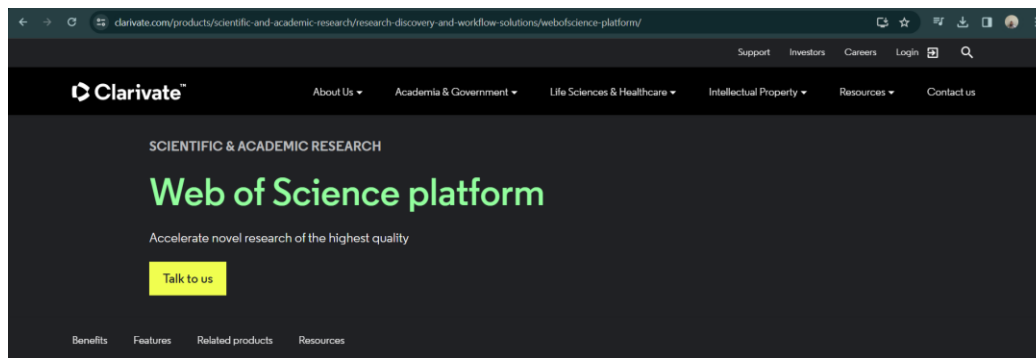 clarivate.com/products/scientific-and-academic-research/research-discovery-and-workflow-solutions/webofscience-platform/
Support Investors Careers Login
Clarivate™ About Us Academia & Government Life Sciences & Healthcare Intellectual Property Resources Contact us
SCIENTIFIC & ACADEMIC RESEARCH
Web of Science platform
Accelerate novel research of the highest quality
Talk to us
Benefits Features Related products Resources